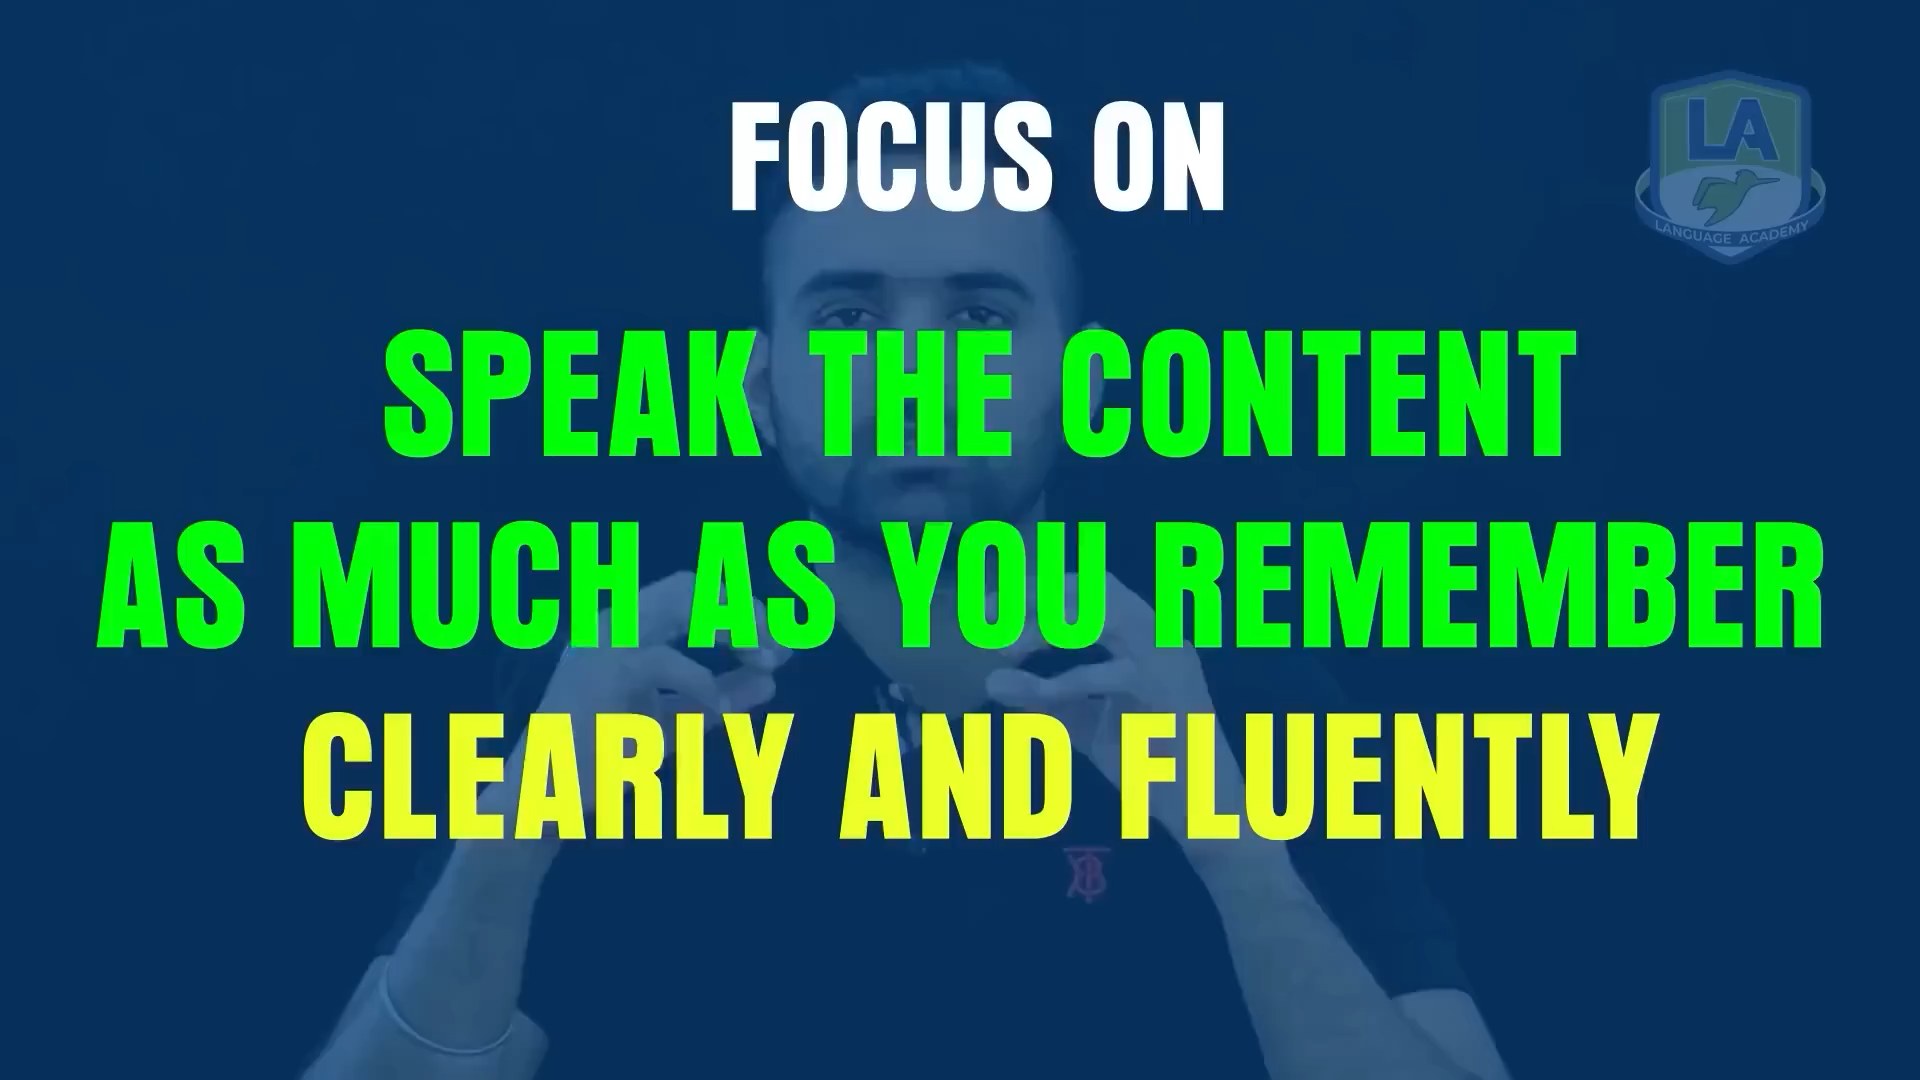 FOCUS ON
LA
LANGUAGE ACADEMY
SPEAK THE CONTENT
AS MUCH AS YOU REMEMBER
CLEARLY AND FLUENTLY